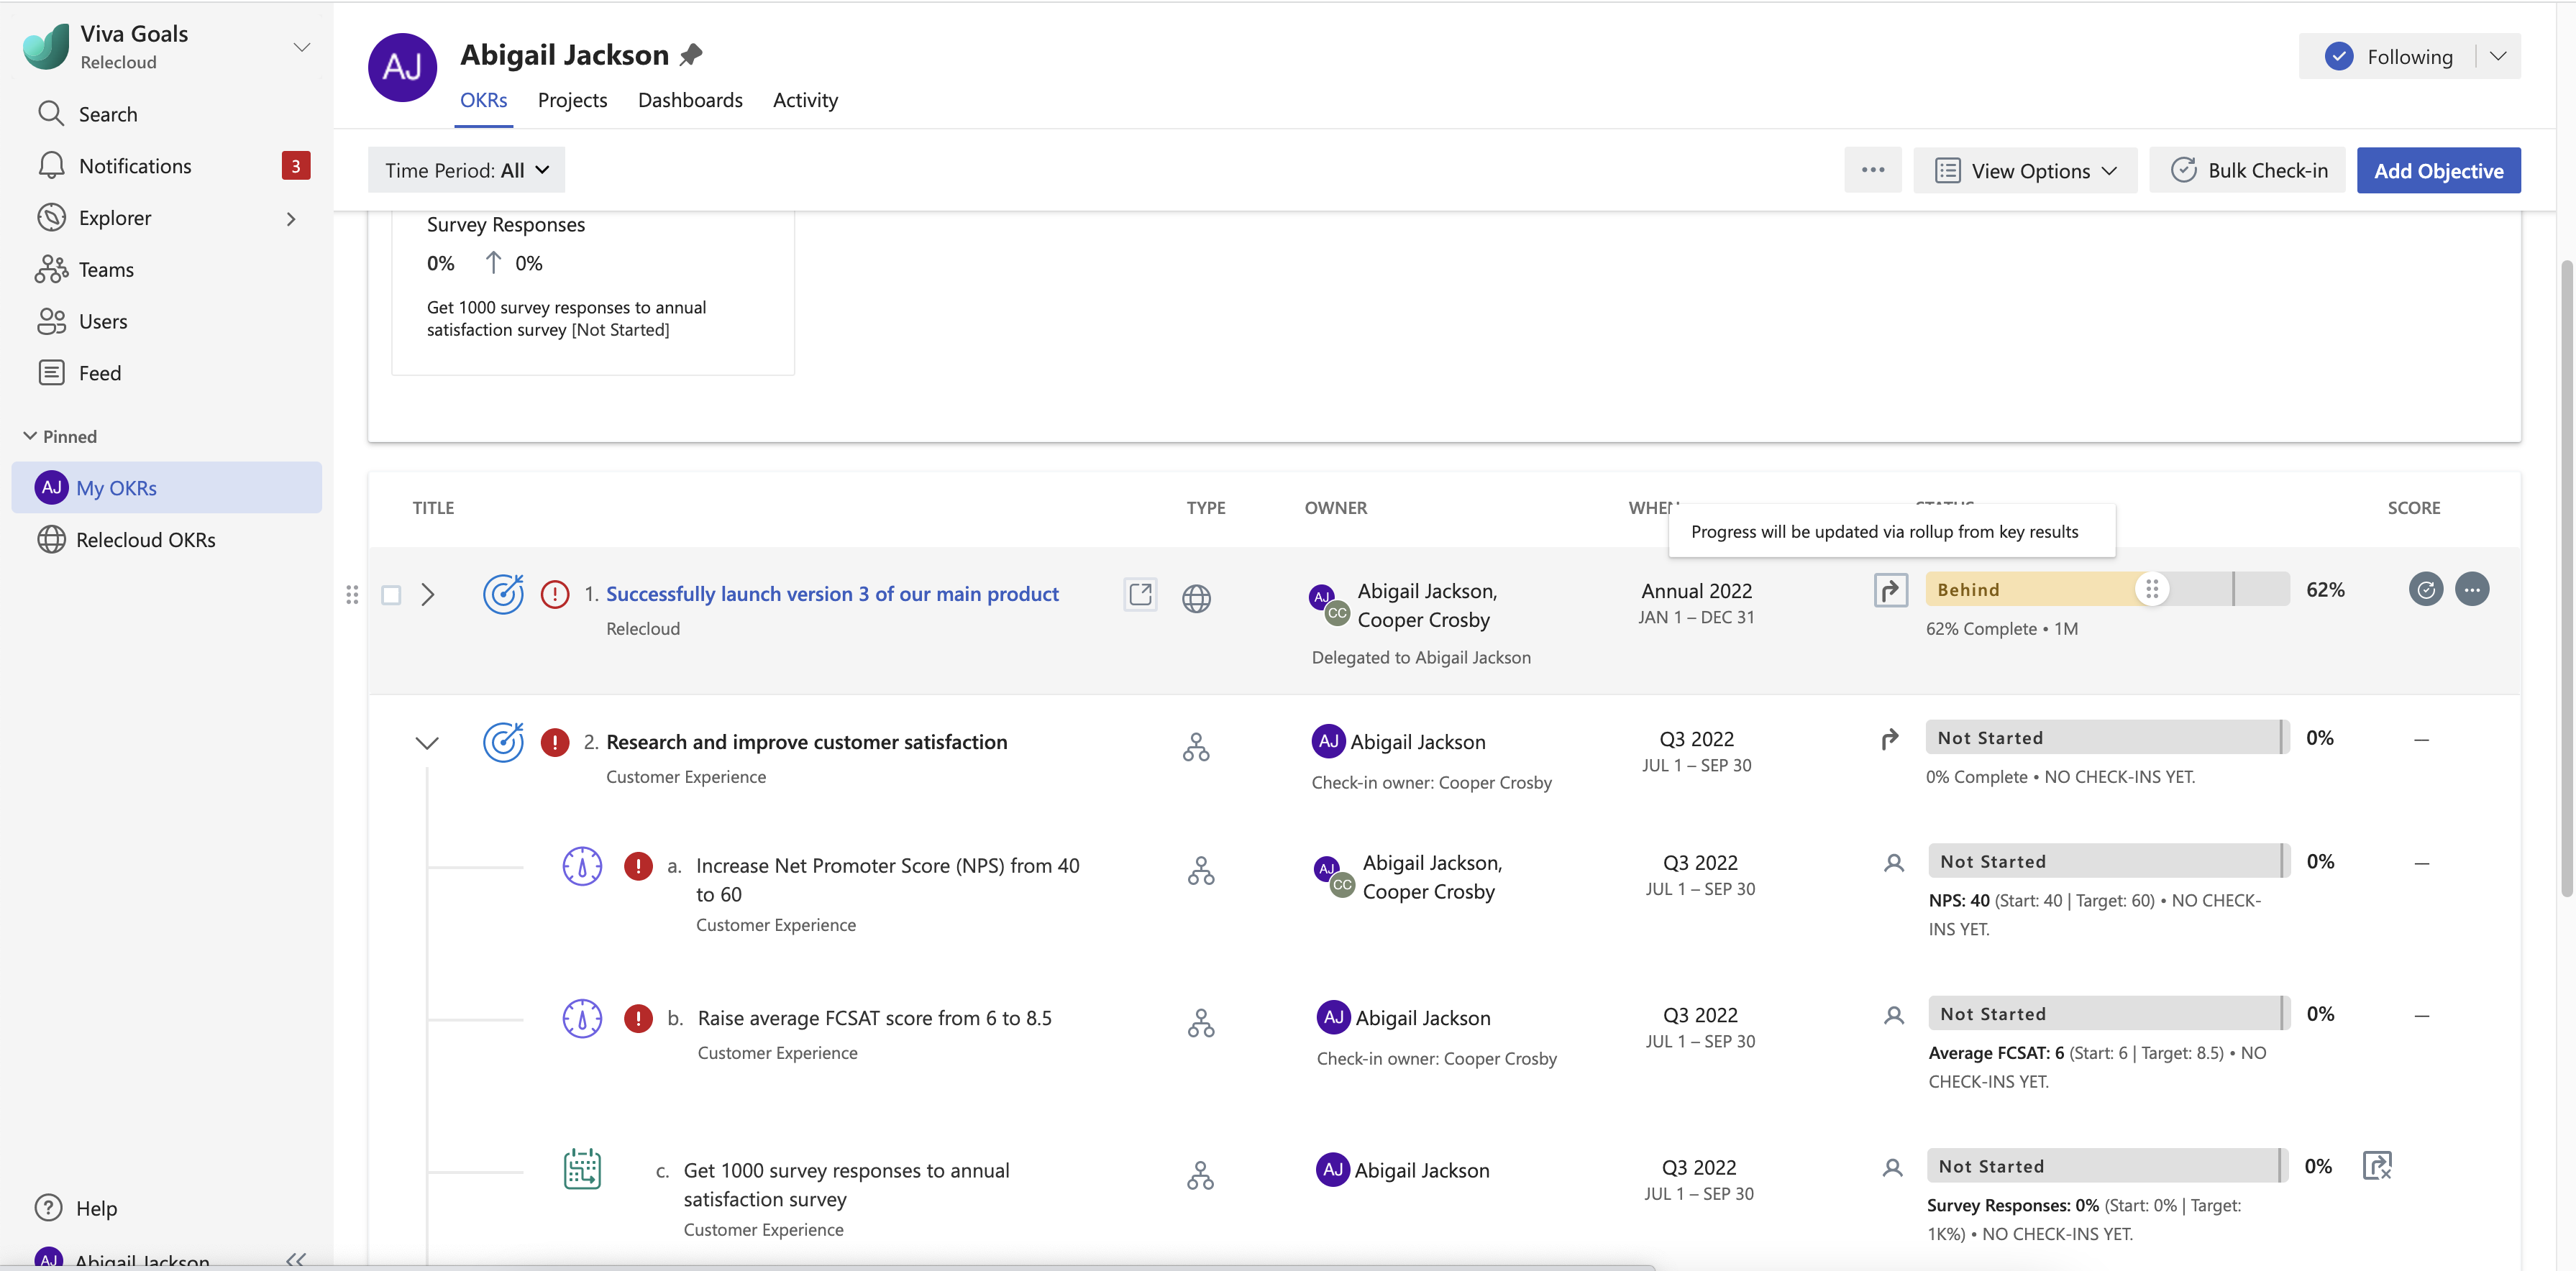 Viva Goals
Relecloud
Search
Notifications
3
Explorer
Teams
Users
Feed
Pinned
AJ My OKRs
Relecloud OKRs
Help
AJ Abigail Jackson
AJ
Abigail Jackson
OKRs Projects Dashboards Activity
Following
Time Period: All
View Options
Bulk Check-in
Add Objective
Survey Responses
0% ↑ 0%
Get 1000 survey responses to annual
satisfaction survey [Not Started]
TITLE TYPE OWNER WHEN STATUS SCORE
Progress will be updated via rollup from key results
1. Successfully launch version 3 of our main product
Relecloud
AJ CC
Abigail Jackson,
Cooper Crosby
Delegated to Abigail Jackson
Annual 2022
JAN 1 – DEC 31
Behind
62%
62% Complete • 1M
2. Research and improve customer satisfaction
Customer Experience
AJ Abigail Jackson
Check-in owner: Cooper Crosby
Q3 2022
JUL 1 – SEP 30
Not Started
0% —
0% Complete • NO CHECK-INS YET.
a. Increase Net Promoter Score (NPS) from 40
to 60
Customer Experience
AJ CC
Abigail Jackson,
Cooper Crosby
Q3 2022
JUL 1 – SEP 30
Not Started
0% —
NPS: 40 (Start: 40 | Target: 60) • NO CHECK-
INS YET.
b. Raise average FCSAT score from 6 to 8.5
Customer Experience
AJ Abigail Jackson
Check-in owner: Cooper Crosby
Q3 2022
JUL 1 – SEP 30
Not Started
0% —
Average FCSAT: 6 (Start: 6 | Target: 8.5) • NO
CHECK-INS YET.
c. Get 1000 survey responses to annual
satisfaction survey
Customer Experience
AJ Abigail Jackson
Q3 2022
JUL 1 – SEP 30
Not Started
0%
Survey Responses: 0% (Start: 0% | Target:
1K%) • NO CHECK-INS YET.